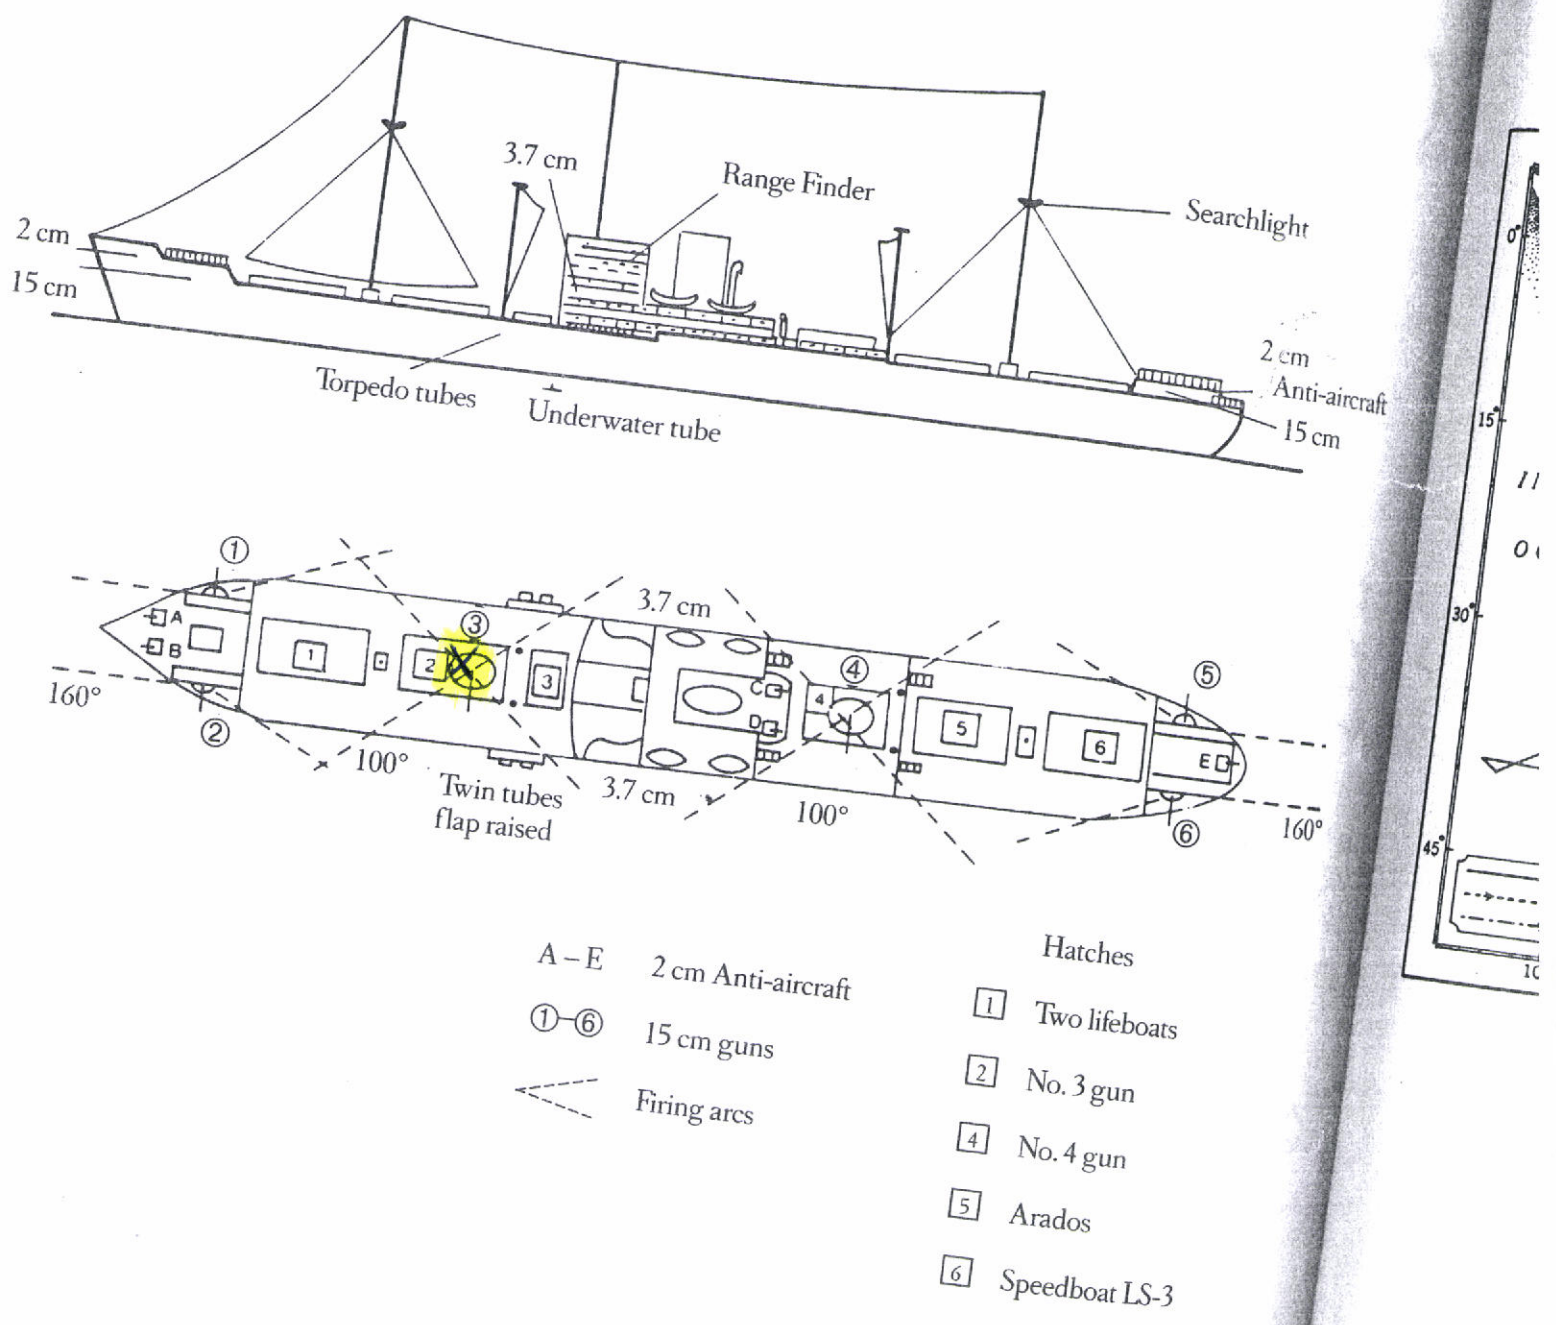 3.7 cm
Range Finder
Searchlight
2 cm
15 cm
2 cm
Anti-aircraft
15 cm
Torpedo tubes
Underwater tube
1
A
B
1
2
3
3
3.7 cm
C
D
4
4
5
6
5
E
160°
2
100°
Twin tubes
flap raised
3.7 cm
100°
6
160°
A – E 2 cm Anti-aircraft
①–⑥ 15 cm guns
Firing arcs
Hatches
1 Two lifeboats
2 No. 3 gun
4 No. 4 gun
5 Arados
6 Speedboat LS-3
0°
15°
30°
45°